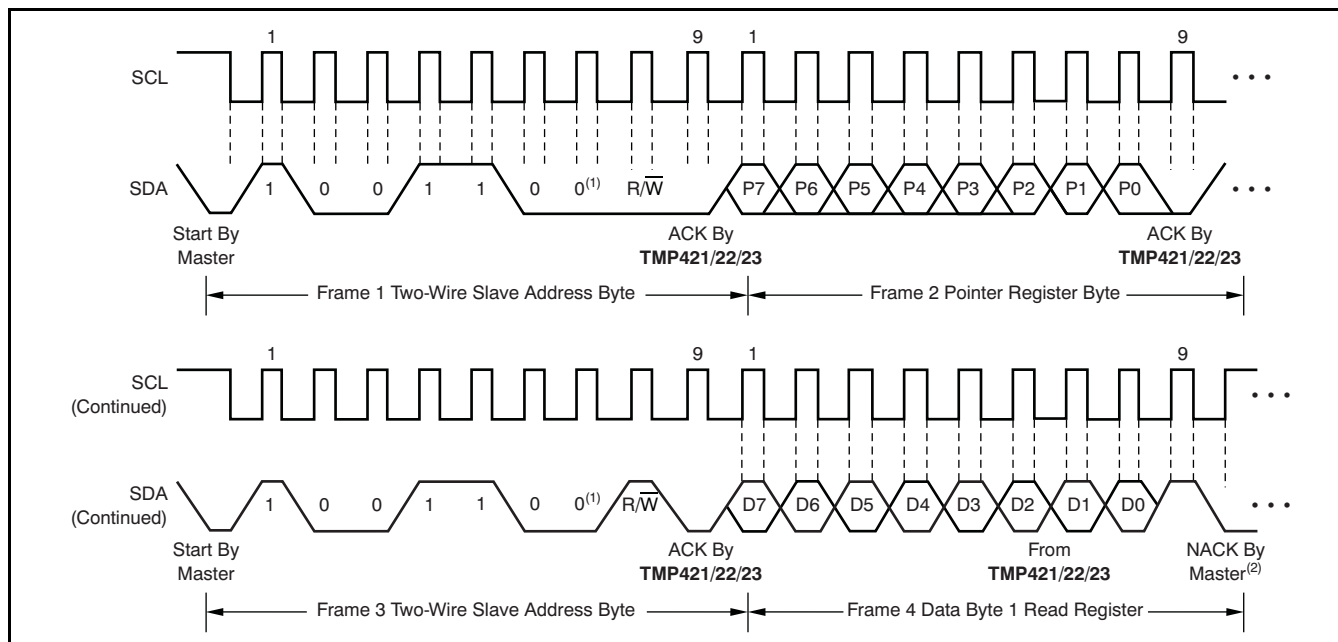 1 9 1 9
SCL • • •
SDA 1 0 0 1 1 0 0(1) R/W̅ P7 P6 P5 P4 P3 P2 P1 P0 • • •
Start By Master
ACK By TMP421/22/23
ACK By TMP421/22/23
Frame 1 Two-Wire Slave Address Byte
Frame 2 Pointer Register Byte
1 9 1 9
SCL (Continued) • • •
SDA (Continued) 1 0 0 1 1 0 0(1) R/W̅ D7 D6 D5 D4 D3 D2 D1 D0 • • •
Start By Master
ACK By TMP421/22/23
From TMP421/22/23
NACK By Master(2)
Frame 3 Two-Wire Slave Address Byte
Frame 4 Data Byte 1 Read Register